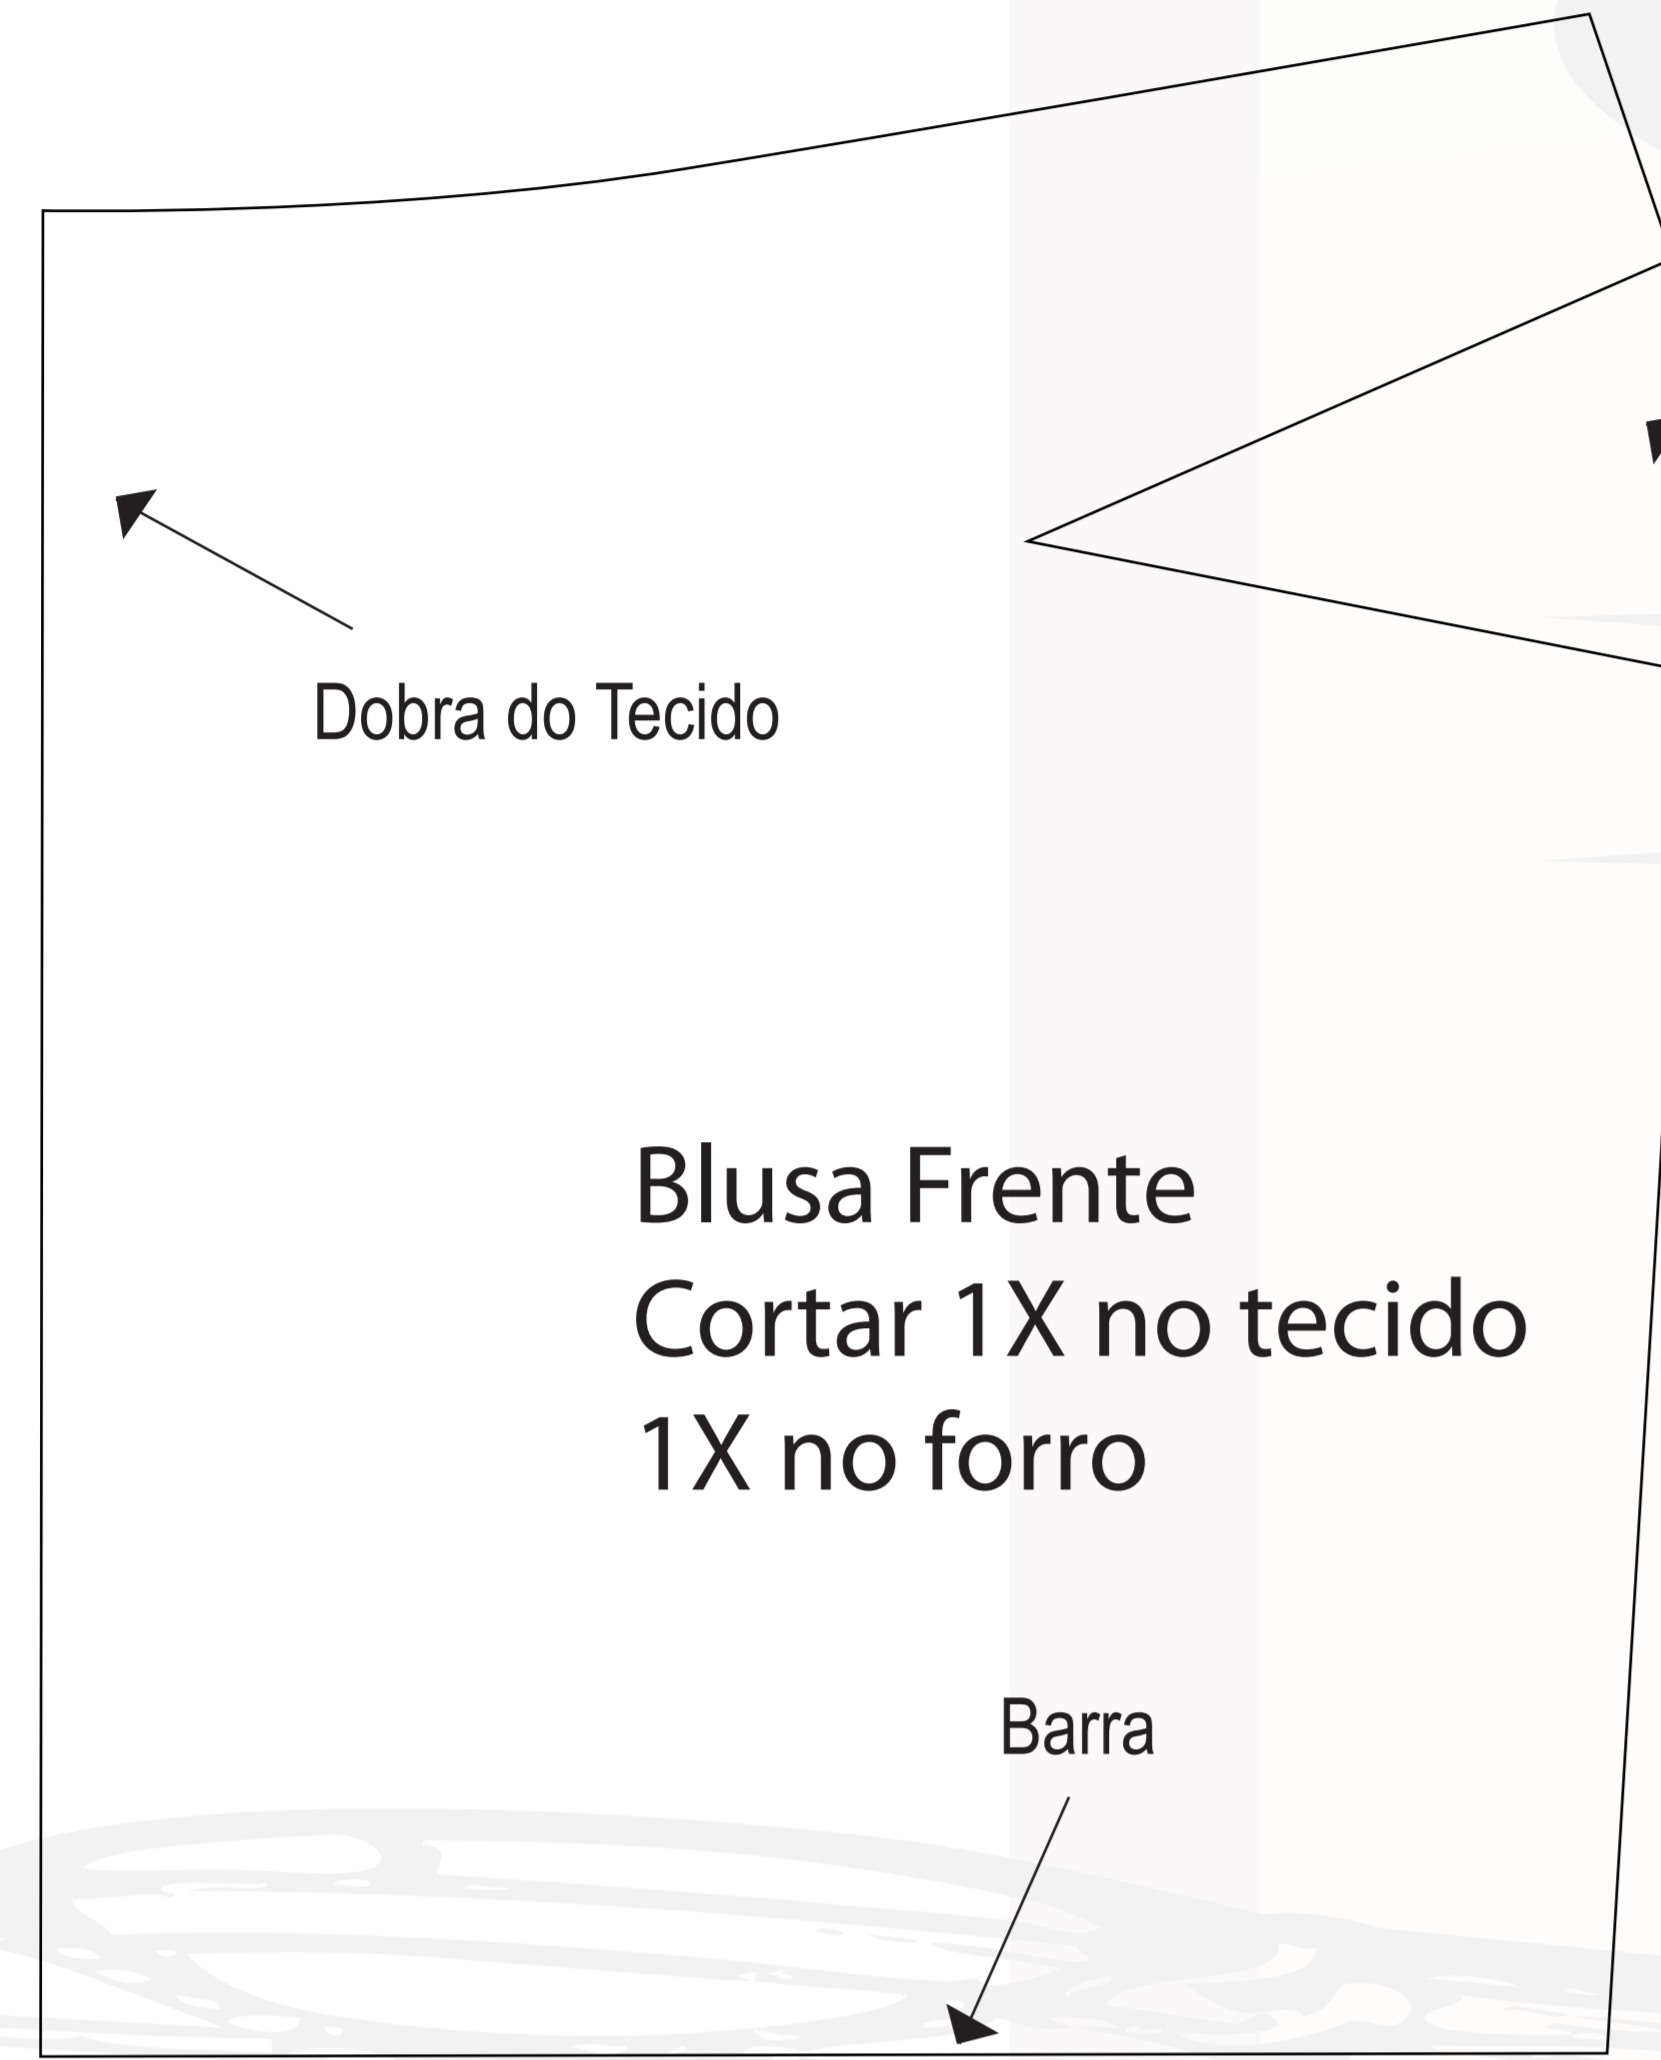 Dobra do Tecido
Blusa Frente
Cortar 1X no tecido
1X no forro
Barra